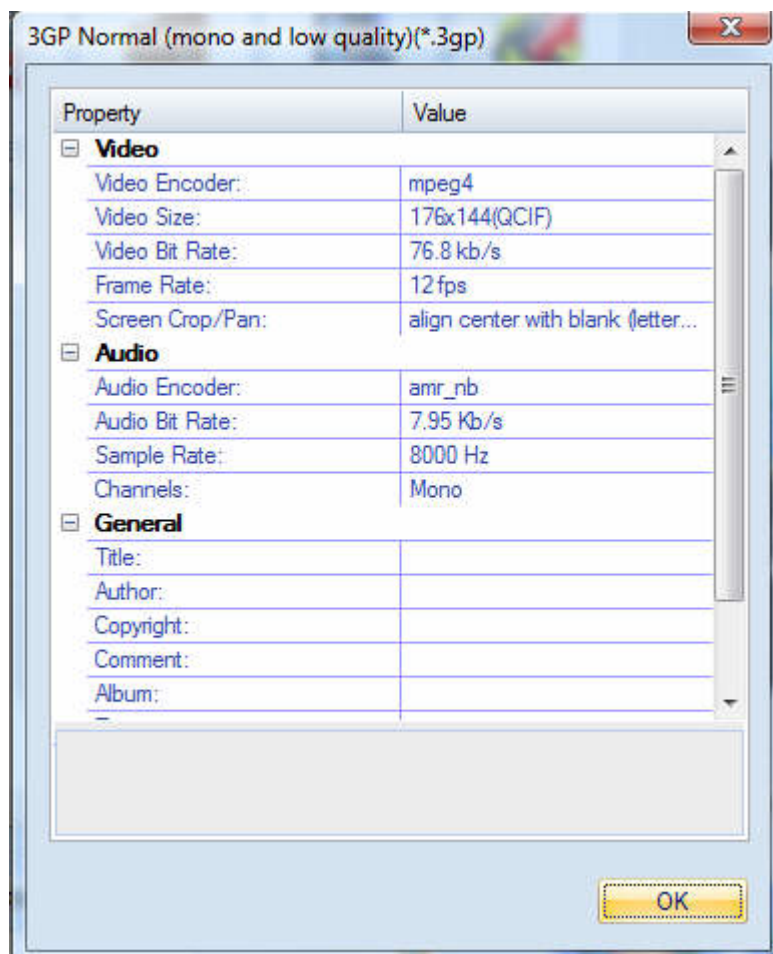 3GP Normal (mono and low quality)(*.3gp)
Property Value
Video
Video Encoder: mpeg4
Video Size: 176x144(QCIF)
Video Bit Rate: 76.8 kb/s
Frame Rate: 12 fps
Screen Crop/Pan: align center with blank (letter...
Audio
Audio Encoder: amr_nb
Audio Bit Rate: 7.95 Kb/s
Sample Rate: 8000 Hz
Channels: Mono
General
Title:
Author:
Copyright:
Comment:
Album:
OK